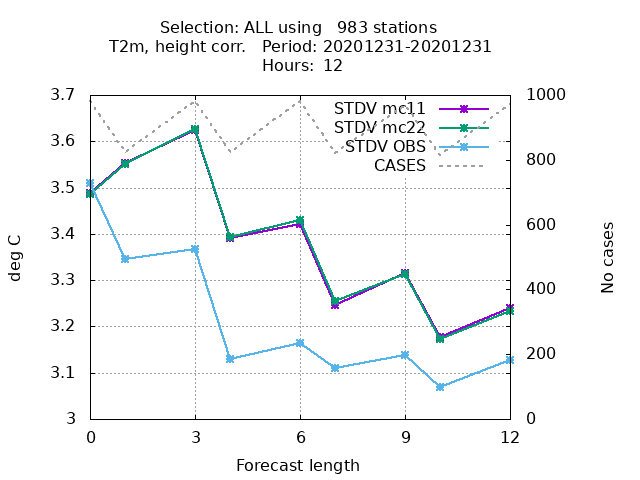 Selection: ALL using   983 stations
T2m, height corr.   Period: 20201231-20201231
Hours:  12
STDV mc11
STDV mc22
STDV OBS
CASES
3.7
3.6
3.5
3.4
3.3
3.2
3.1
3
1000
800
600
400
200
0
deg C
No cases
0 3 6 9 12
Forecast length